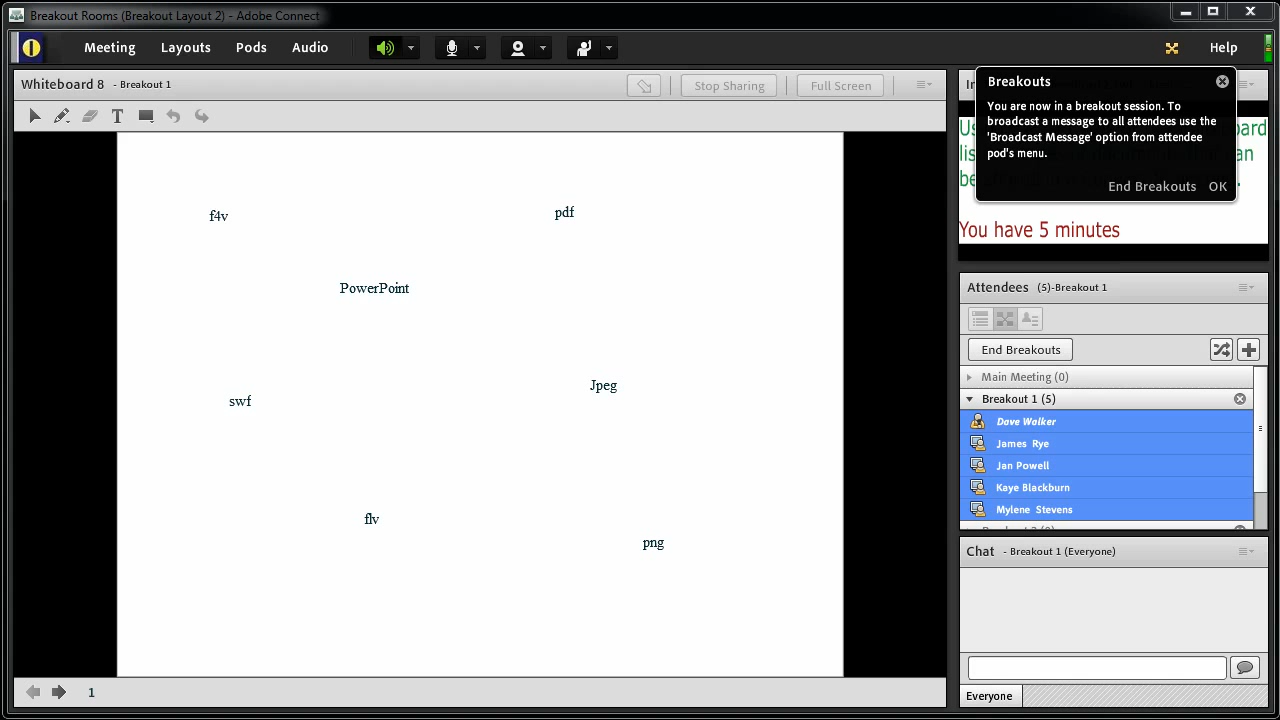 Breakout Rooms (Breakout Layout 2) - Adobe Connect
Meeting Layouts Pods Audio Help
Whiteboard 8 - Breakout 1
Stop Sharing
Full Screen
f4v
pdf
PowerPoint
Jpeg
swf
flv
png
1
Breakouts
You are now in a breakout session. To
broadcast a message to all attendees use the
'Broadcast Message' option from attendee
pod's menu.
End Breakouts OK
You have 5 minutes
Attendees (5)-Breakout 1
End Breakouts
Main Meeting (0)
Breakout 1 (5)
Dave Walker
James Rye
Jan Powell
Kaye Blackburn
Mylene Stevens
Chat - Breakout 1 (Everyone)
Everyone